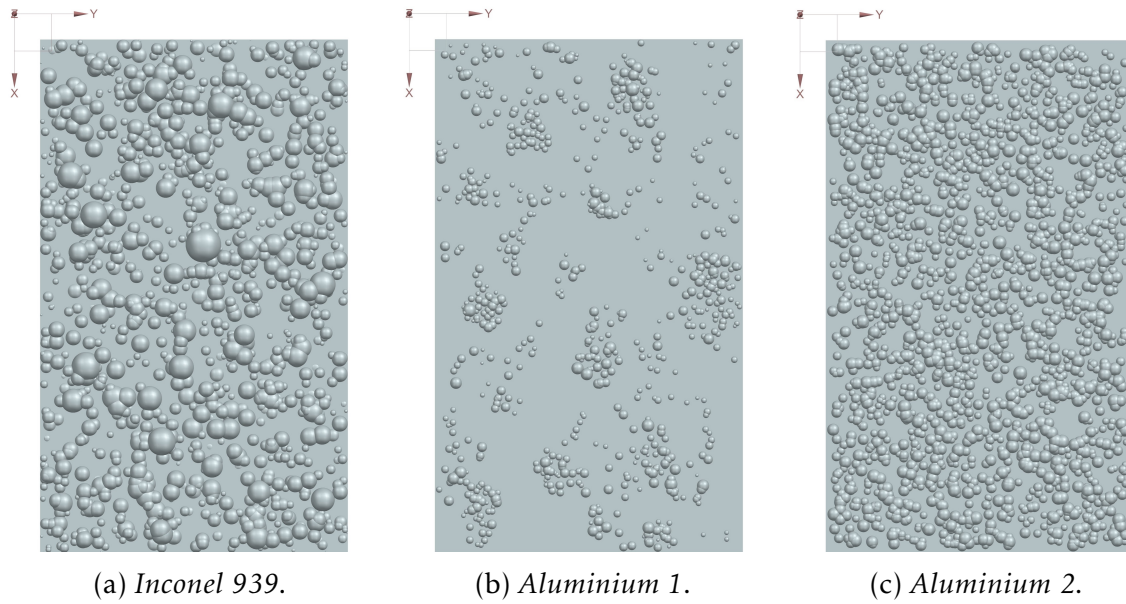 Z Y X
Z Y X
Z Y X
(a) Inconel 939.
(b) Aluminium 1.
(c) Aluminium 2.